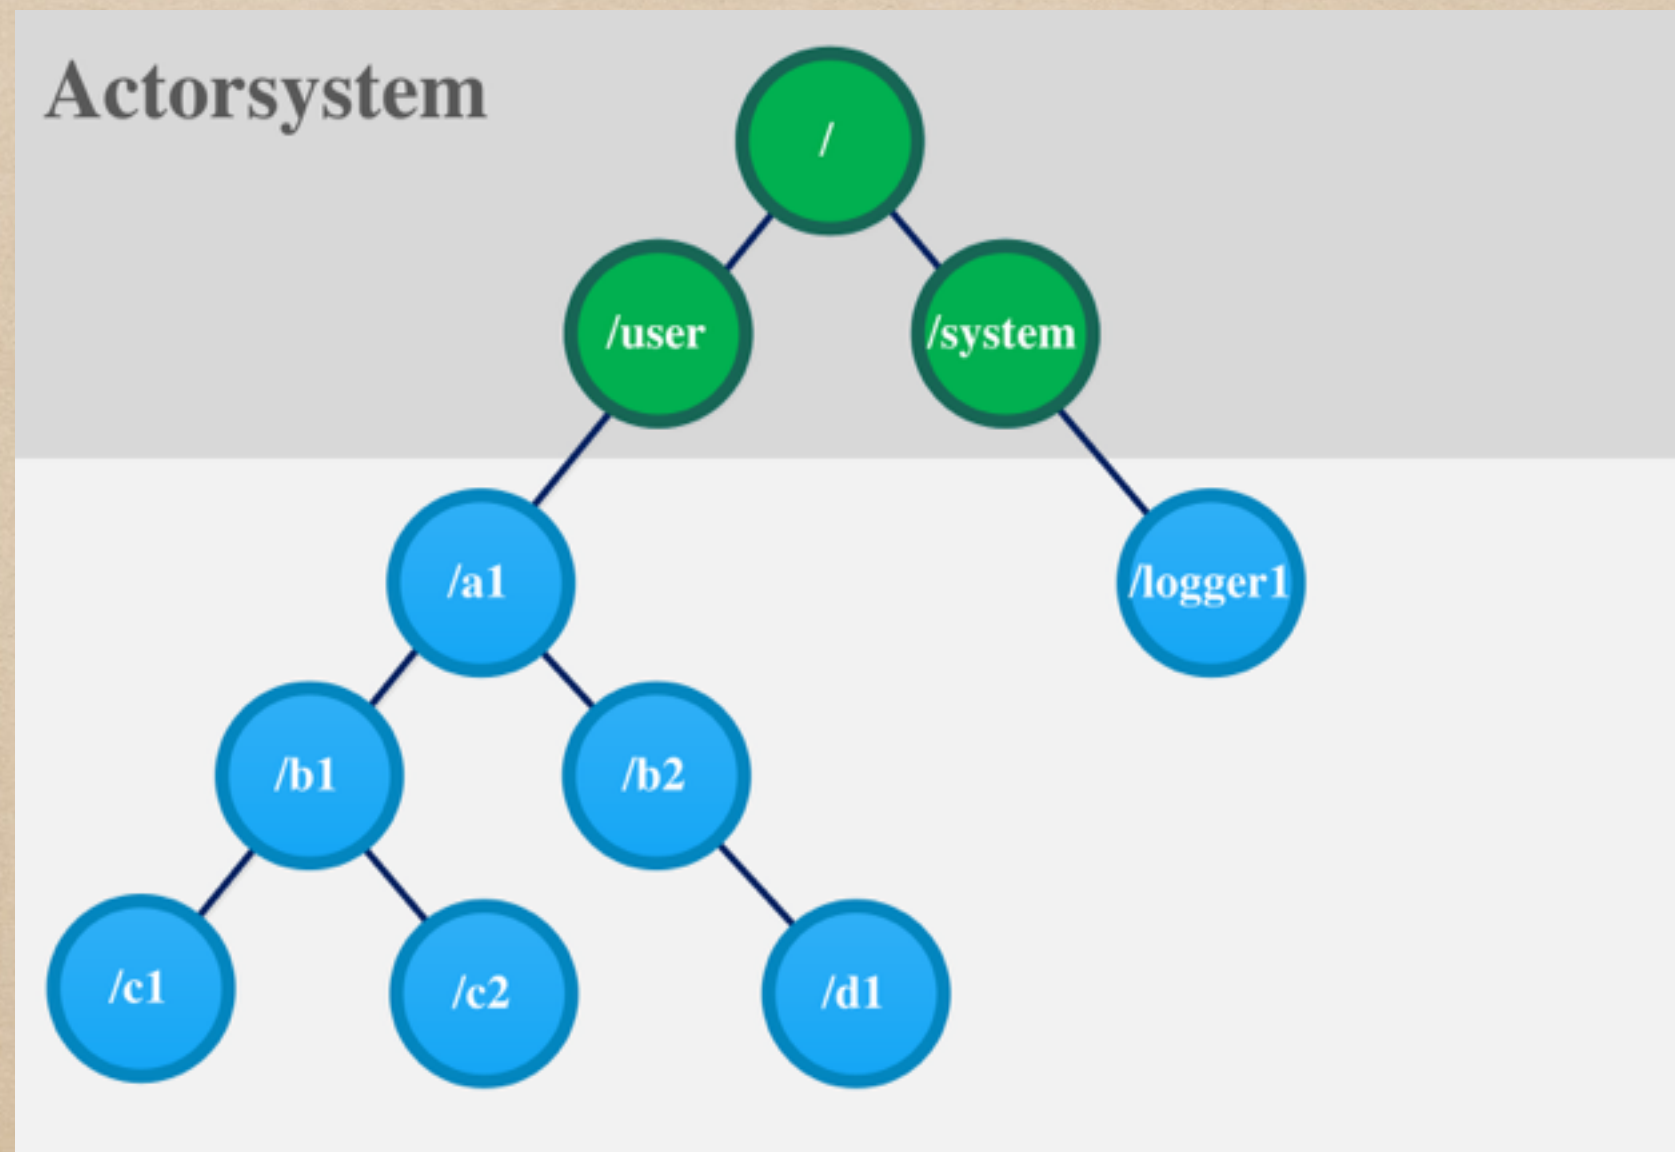 Actorsystem
/
/user
/system
/a1
/logger1
/b1
/b2
/c1
/c2
/d1